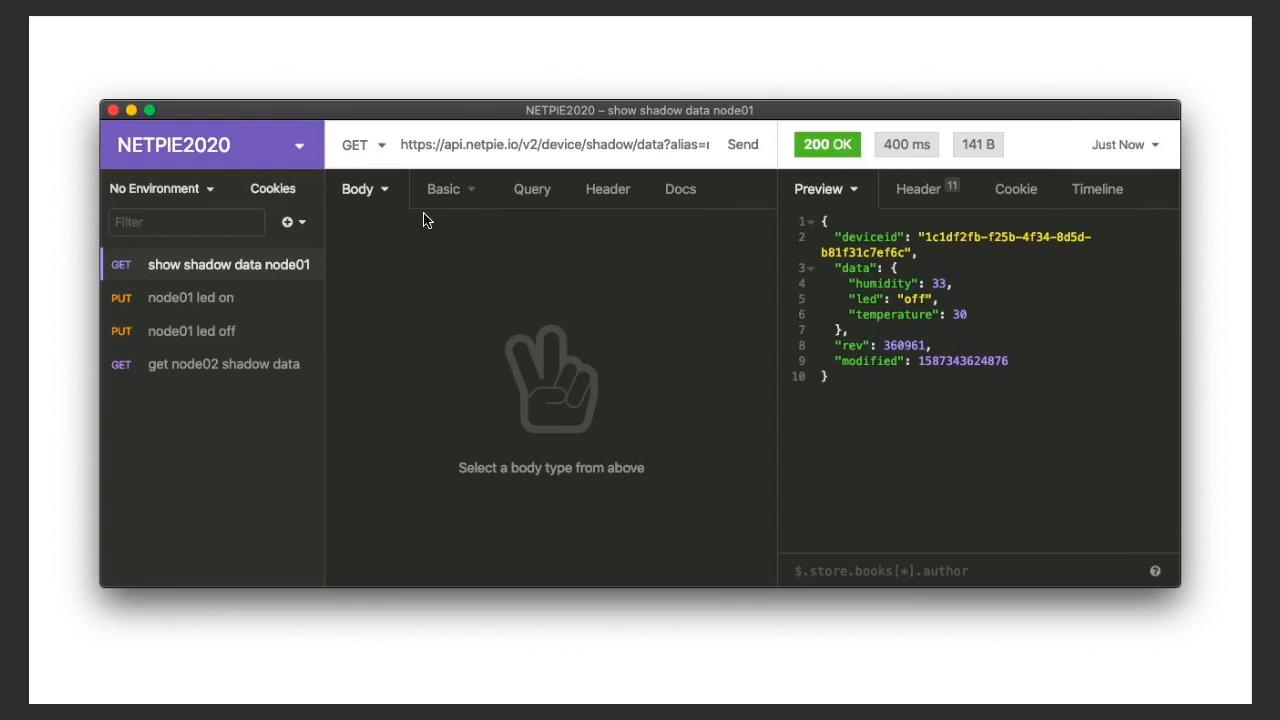 NETPIE2020 – show shadow data node01
NETPIE2020
GET https://api.netpie.io/v2/device/shadow/data?alias= Send
200 OK 400 ms 141 B Just Now
No Environment Cookies
Body Basic Query Header Docs
Preview Header 11 Cookie Timeline
Filter
GET show shadow data node01
PUT node01 led on
PUT node01 led off
GET get node02 shadow data
Select a body type from above
1 {
2 "deviceid": "1c1df2fb-f25b-4f34-8d5d-
b81f31c7ef6c",
3 "data": {
4 "humidity": 33,
5 "led": "off",
6 "temperature": 30
7 },
8 "rev": 360961,
9 "modified": 1587343624876
10 }
$.store.books[*].author